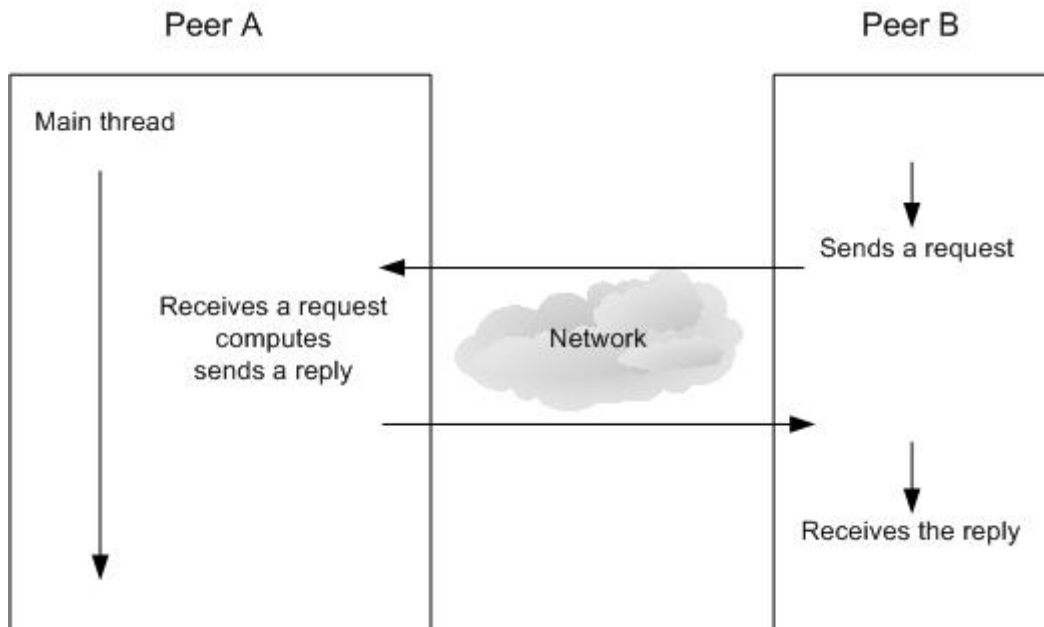 Peer A
Peer B
Main thread
Sends a request
Receives a request
computes
sends a reply
Network
Receives the reply